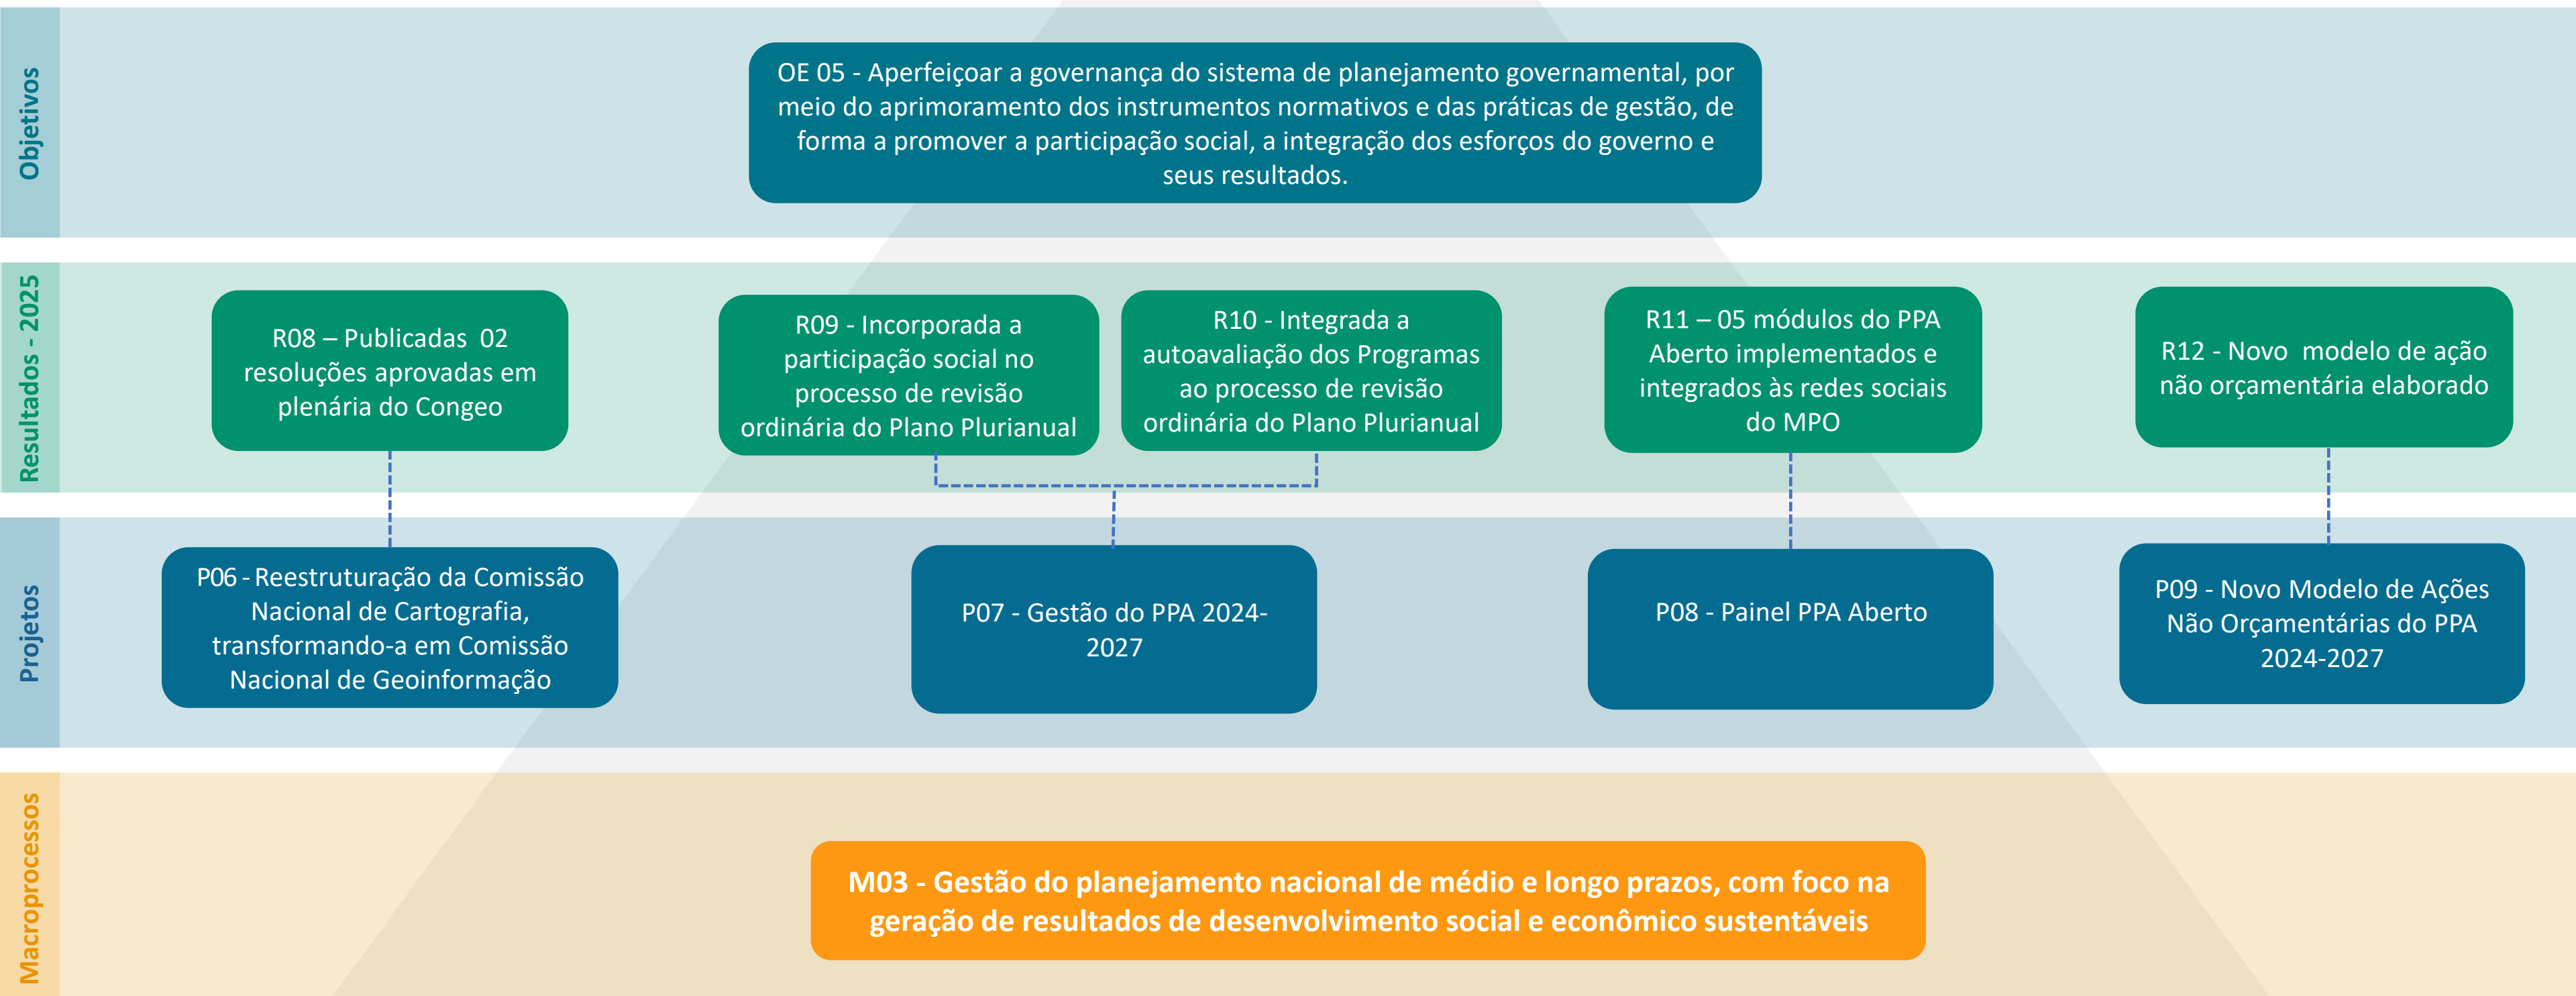 Objetivos
OE 05 - Aperfeiçoar a governança do sistema de planejamento governamental, por
meio do aprimoramento dos instrumentos normativos e das práticas de gestão, de
forma a promover a participação social, a integração dos esforços do governo e
seus resultados.
Resultados - 2025
R08 – Publicadas 02
resoluções aprovadas em
plenária do Congeo
R09 - Incorporada a
participação social no
processo de revisão
ordinária do Plano Plurianual
R10 - Integrada a
autoavaliação dos Programas
ao processo de revisão
ordinária do Plano Plurianual
R11 – 05 módulos do PPA
Aberto implementados e
integrados às redes sociais
do MPO
R12 - Novo modelo de ação
não orçamentária elaborado
Projetos
P06 - Reestruturação da Comissão
Nacional de Cartografia,
transformando-a em Comissão
Nacional de Geoinformação
P07 - Gestão do PPA 2024-
2027
P08 - Painel PPA Aberto
P09 - Novo Modelo de Ações
Não Orçamentárias do PPA
2024-2027
Macroprocessos
M03 - Gestão do planejamento nacional de médio e longo prazos, com foco na
geração de resultados de desenvolvimento social e econômico sustentáveis